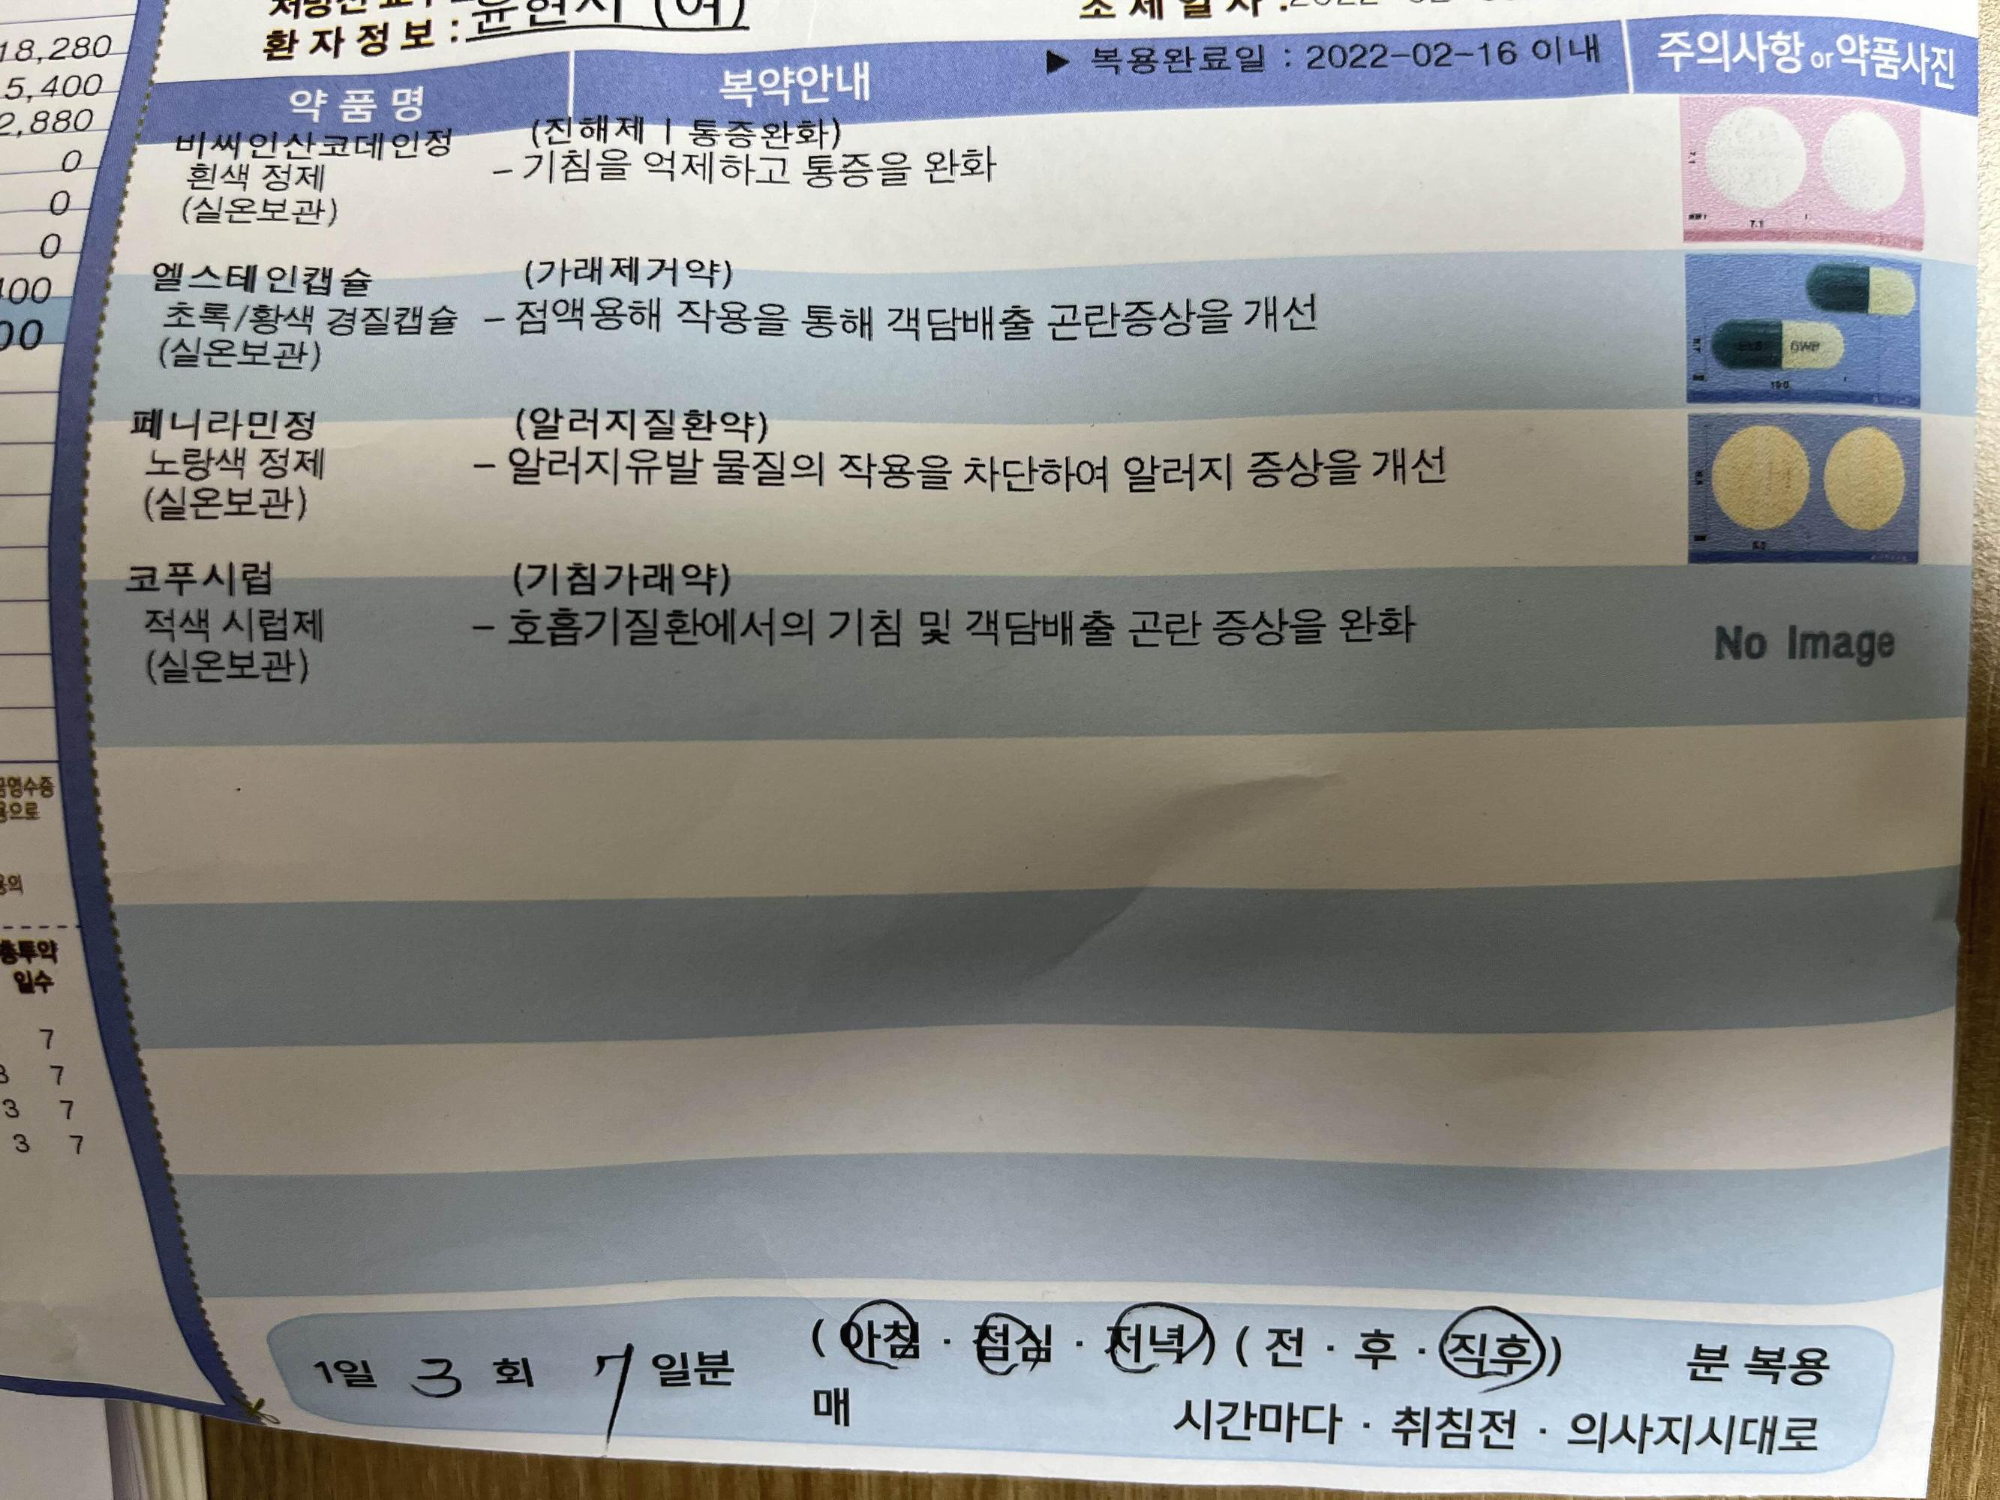 환자정보 :
18,280
5,400
2,880
0
0
0
400
00
약 품 명
복약안내
▶ 복용완료일 : 2022-02-16 이내
주의사항 or 약품사진
비씨인산코데인정
(진해제 | 통증완화)
흰색 정제
– 기침을 억제하고 통증을 완화
(실온보관)
엘스테인캡슐
(가래제거약)
초록/황색 경질캡슐
– 점액용해 작용을 통해 객담배출 곤란증상을 개선
(실온보관)
페니라민정
(알러지질환약)
노랑색 정제
– 알러지유발 물질의 작용을 차단하여 알러지 증상을 개선
(실온보관)
코푸시럽
(기침가래약)
적색 시럽제
– 호흡기질환에서의 기침 및 객담배출 곤란 증상을 완화
(실온보관)
No Image
총투약
일수
7
3 7
3 7
3 7
1일 3 회 7 일분
(아침 · 점심 · 저녁) (전 · 후 · 직후) 분 복용
매 시간마다 · 취침전 · 의사지시대로